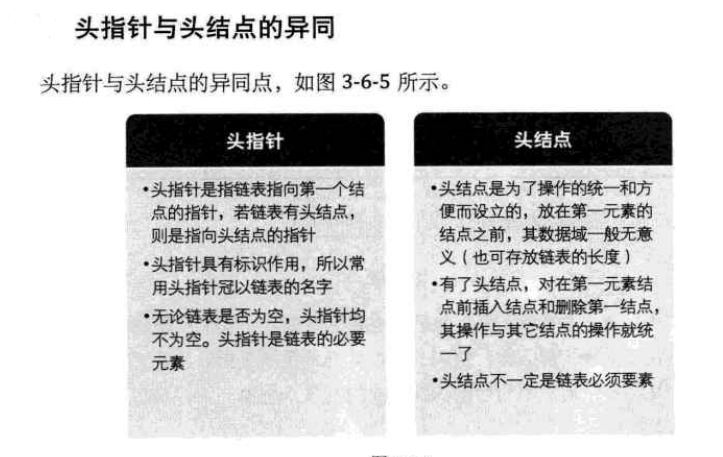 头指针与头结点的异同
头指针与头结点的异同点，如图 3-6-5 所示。
头指针
•头指针是指链表指向第一个结
点的指针，若链表有头结点，
则是指向头结点的指针
•头指针具有标识作用，所以常
用头指针冠以链表的名字
•无论链表是否为空，头指针均
不为空。头指针是链表的必要
元素
头结点
•头结点是为了操作的统一和方
便而设立的，放在第一元素的
结点之前，其数据域一般无意
义（也可存放链表的长度）
•有了头结点，对在第一元素结
点前插入结点和删除第一结点，
其操作与其它结点的操作就统
一了
•头结点不一定是链表必须要素